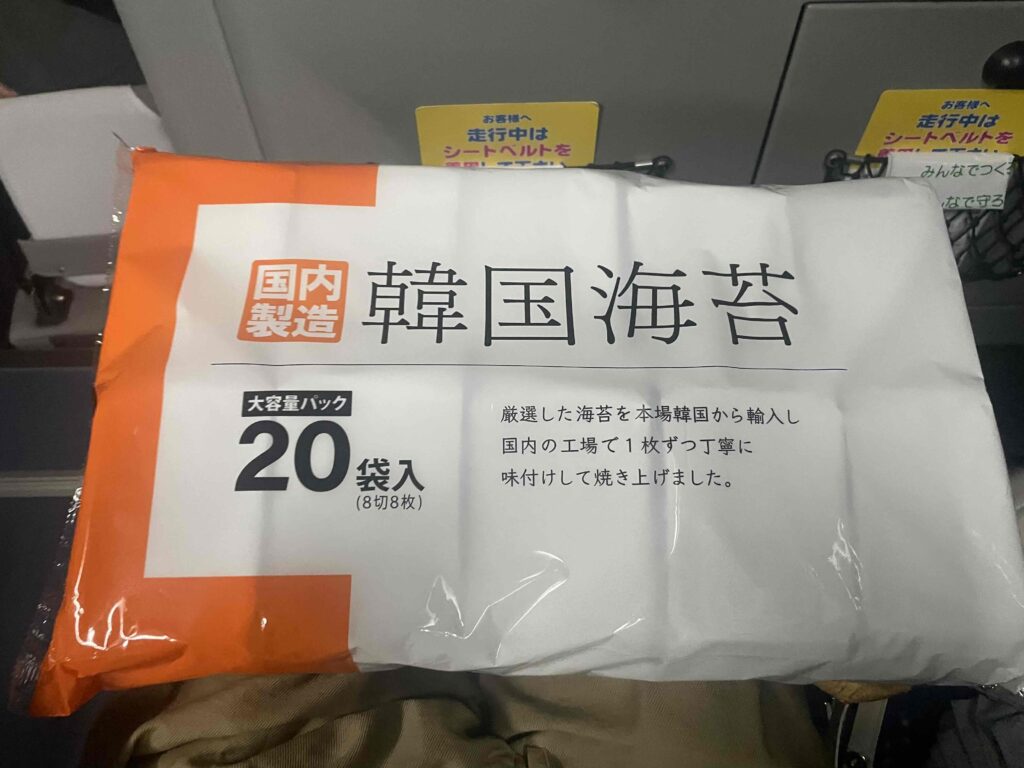 お客様へ
走行中は
シートベルトを
お客様へ
走行中は
シートベルトを
みんなでつく
なで守ろ
国内
製造
韓国海苔
大容量パック
20袋入
(8切8枚)
厳選した海苔を本場韓国から輸入し
国内の工場で1枚ずつ丁寧に
味付けして焼き上げました。